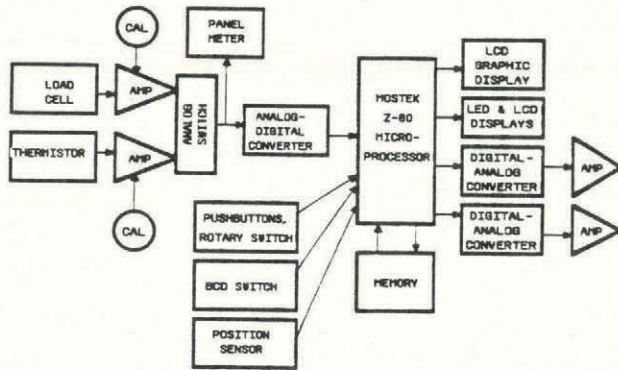 CAL
PANEL
METER
LOAD
CELL
AMP
ANALOG
SWITCH
ANALOG-
DIGITAL
CONVERTER
THERMISTOR
AMP
CAL
MOSTEK
Z-80
MICRO-
PROCESSOR
LCD
GRAPHIC
DISPLAY
LED & LCD
DISPLAYS
DIGITAL-
ANALOG
CONVERTER
AMP
DIGITAL-
ANALOG
CONVERTER
AMP
PUSHBUTTONS,
ROTARY SWITCH
BCD SWITCH
POSITION
SENSOR
MEMORY